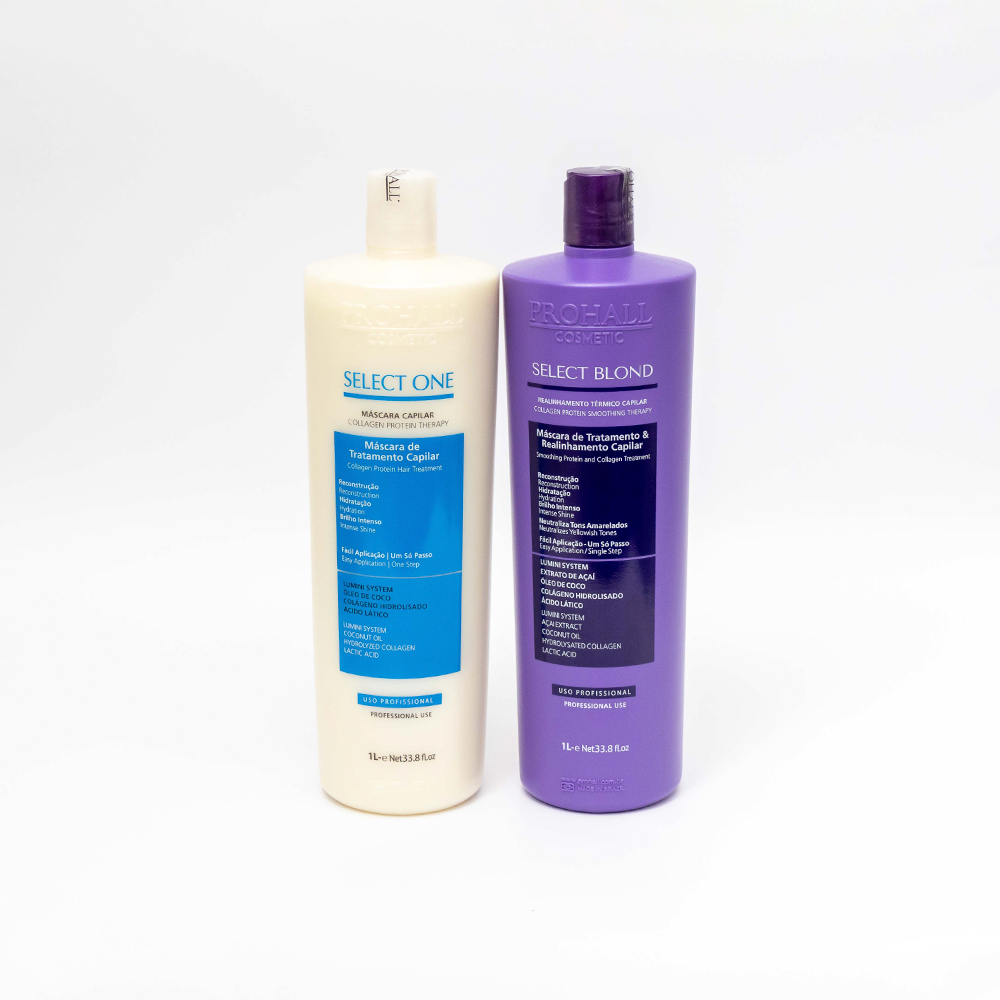 PROHALL
COSMETIC
SELECT ONE
MÁSCARA CAPILAR
COLLAGEN PROTEIN THERAPY
Máscara de
Tratamento Capilar
Collagen Protein Hair Treatment
Reconstrução
Reconstruction
Hidratação
Hydration
Brilho Intenso
Intense Shine
Fácil Aplicação | Um Só Passo
Easy Application | One Step
LUMINI SYSTEM
ÓLEO DE COCO
COLÁGENO HIDROLISADO
ÁCIDO LÁTICO
LUMINI SYSTEM
COCONUT OIL
HYDROLYZED COLLAGEN
LACTIC ACID
USO PROFISSIONAL
PROFESSIONAL USE
1L-e Net33.8 fl.oz
PROHALL
COSMETIC
SELECT BLOND
REALINHAMENTO TÉRMICO CAPILAR
COLLAGEN PROTEIN SMOOTHING THERAPY
Máscara de Tratamento &
Realinhamento Capilar
Smoothing Protein and Collagen Treatment
Reconstrução
Reconstruction
Hidratação
Hydration
Brilho Intenso
Intense Shine
Neutraliza Tons Amarelados
Neutralizes Yellowish Tones
Fácil Aplicação - Um Só Passo
Easy Application / Single Step
LUMINI SYSTEM
EXTRATO DE AÇAÍ
ÓLEO DE COCO
COLÁGENO HIDROLISADO
ÁCIDO LÁTICO
LUMINI SYSTEM
AÇAI EXTRACT
COCONUT OIL
HYDROLYSATED COLLAGEN
LACTIC ACID
USO PROFISSIONAL
PROFESSIONAL USE
1L-e Net33.8 fl.oz
www.prohall.com.br
MADE IN BRAZIL